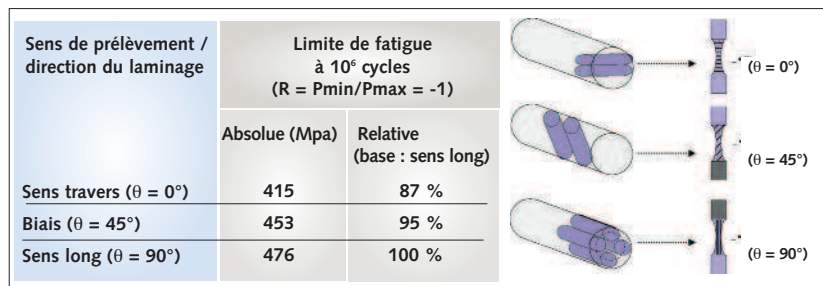 Sens de prélèvement /
direction du laminage
Limite de fatigue
à 10⁶ cycles
(R = Pmin/Pmax = -1)
Absolue (Mpa)
Relative
(base : sens long)
Sens travers (θ = 0°) 415 87 %
Biais (θ = 45°) 453 95 %
Sens long (θ = 90°) 476 100 %
(θ = 0°)
(θ = 45°)
(θ = 90°)